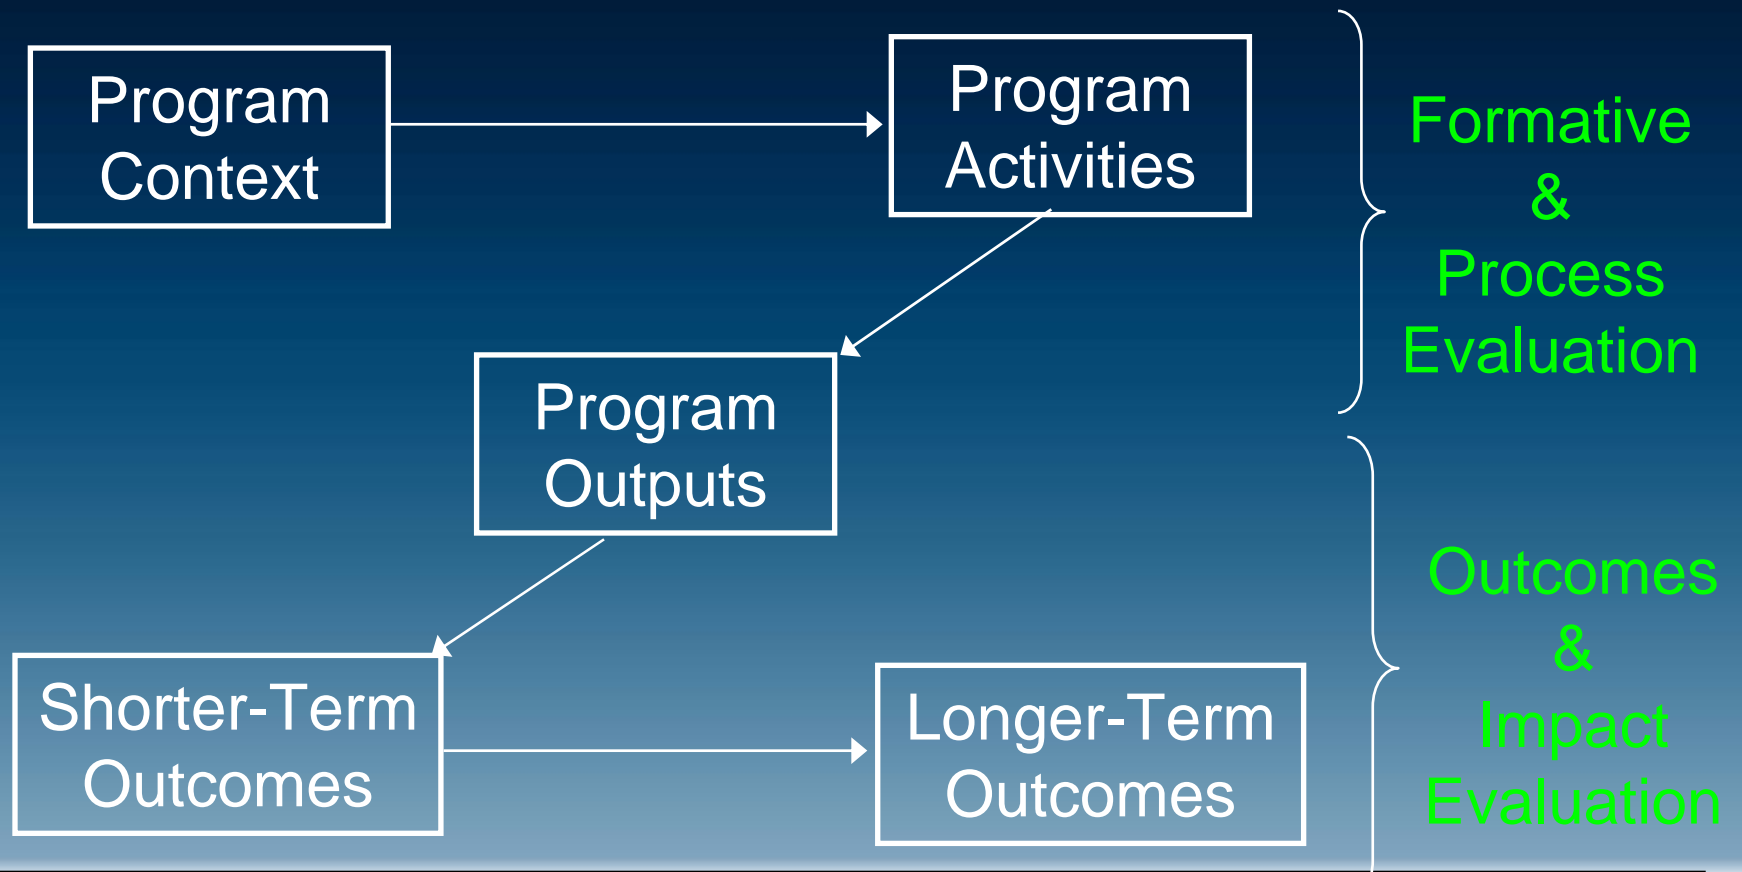 Program
Context
Program
Activities
Formative
&
Process
Evaluation
Program
Outputs
Shorter-Term
Outcomes
Longer-Term
Outcomes
Outcomes
&
Impact
Evaluation